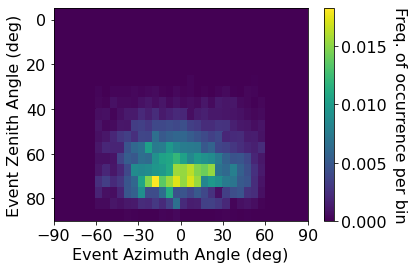 0
20
40
60
80
Event Zenith Angle (deg)
−90 −60 −30 0 30 60 90
Event Azimuth Angle (deg)
0.015
0.010
0.005
0.000
Freq. of occurrence per bin